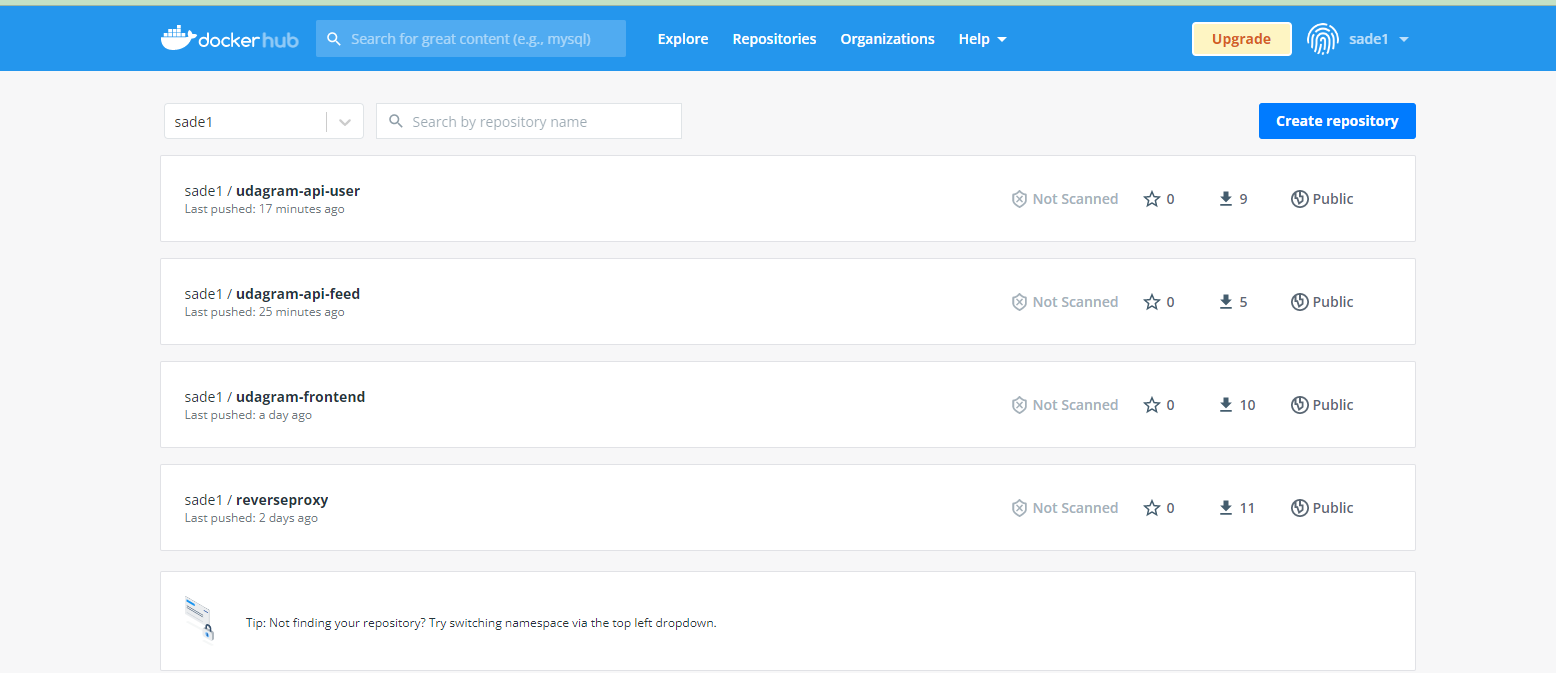 dockerhub Search for great content (e.g., mysql) Explore Repositories Organizations Help Upgrade sade1
sade1 Search by repository name Create repository
sade1 / udagram-api-user Not Scanned 0 9 Public
Last pushed: 17 minutes ago
sade1 / udagram-api-feed Not Scanned 0 5 Public
Last pushed: 25 minutes ago
sade1 / udagram-frontend Not Scanned 0 10 Public
Last pushed: a day ago
sade1 / reverseproxy Not Scanned 0 11 Public
Last pushed: 2 days ago
Tip: Not finding your repository? Try switching namespace via the top left dropdown.